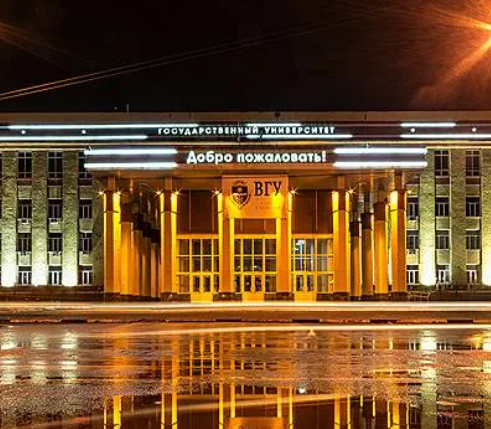 ГОСУДАРСТВЕННЫЙ УНИВЕРСИТЕТ
Добро пожаловать!
ВГУ